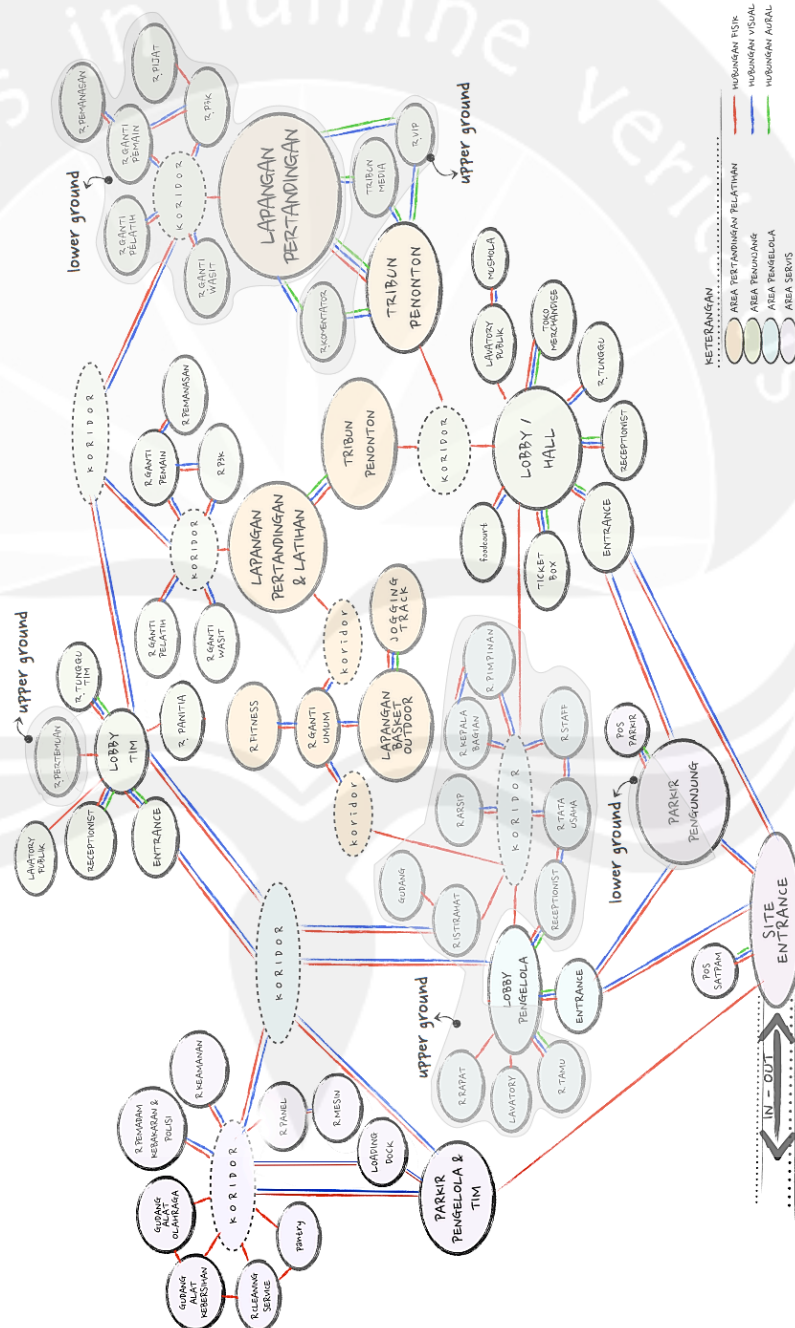 LAVATORY
PUBLIK
upper ground
R.PERTEMUAN
R.TUNGGU
TIM
RECEPTIONIST
LOBBY
TIM
ENTRANCE
R. PANITIA
lower ground
R.PEMANASAN
R.PIJAT
R.GANTI
PEMAIN
R.P3K
R.GANTI
PELATIH
KORIDOR
R.GANTI
WASIT
LAPANGAN
PERTANDINGAN
KORIDOR
R.PEMADAM
KEBAKARAN &
POLISI
R.KEAMANAN
GUDANG
ALAT
OLAHRAGA
GUDANG
ALAT
KEBERSIHAN
KORIDOR
R.CLEANING
SERVICE
pantry
R.PANEL
R.MESIN
LOADING
DOCK
PARKIR
PENGELOLA &
TIM
KORIDOR
R.GANTI
PEMAIN
R.PEMANASAN
R.GANTI
PELATIH
KORIDOR
R.P3K
R.GANTI
WASIT
LAPANGAN
PERTANDINGAN
& LATIHAN
TRIBUN
PENONTON
R.FITNESS
R.GANTI
UMUM
koridor
koridor
LAPANGAN
BASKET
OUTDOOR
JOGGING
TRACK
R.KOMENTATOR
TRIBUN
MEDIA
R.VIP
TRIBUN
PENONTON
upper ground
GUDANG
R.ISTIRAHAT
R.ARSIP
R.KEPALA
BAGIAN
R.PIMPINAN
KORIDOR
R.STAFF
R.TATA
USAHA
RECEPTIONIST
upper ground
R.RAPAT
LAVATORY
R.TAMU
LOBBY
PENGELOLA
ENTRANCE
KORIDOR
LAVATORY
PUBLIK
MUSHOLA
foodcourt
LOBBY /
HALL
TOKO
MERCHANDISE
TICKET
BOX
R.TUNGGU
ENTRANCE
RECEPTIONIST
lower ground
POS
PARKIR
PARKIR
PENGUNJUNG
POS
SATPAM
SITE
ENTRANCE
IN - OUT
KETERANGAN
AREA PERTANDINGAN PELATIHAN
AREA PENUNJANG
AREA PENGELOLA
AREA SERVIS
HUBUNGAN FISIK
HUBUNGAN VISUAL
HUBUNGAN AURAL
s in lumine verita s